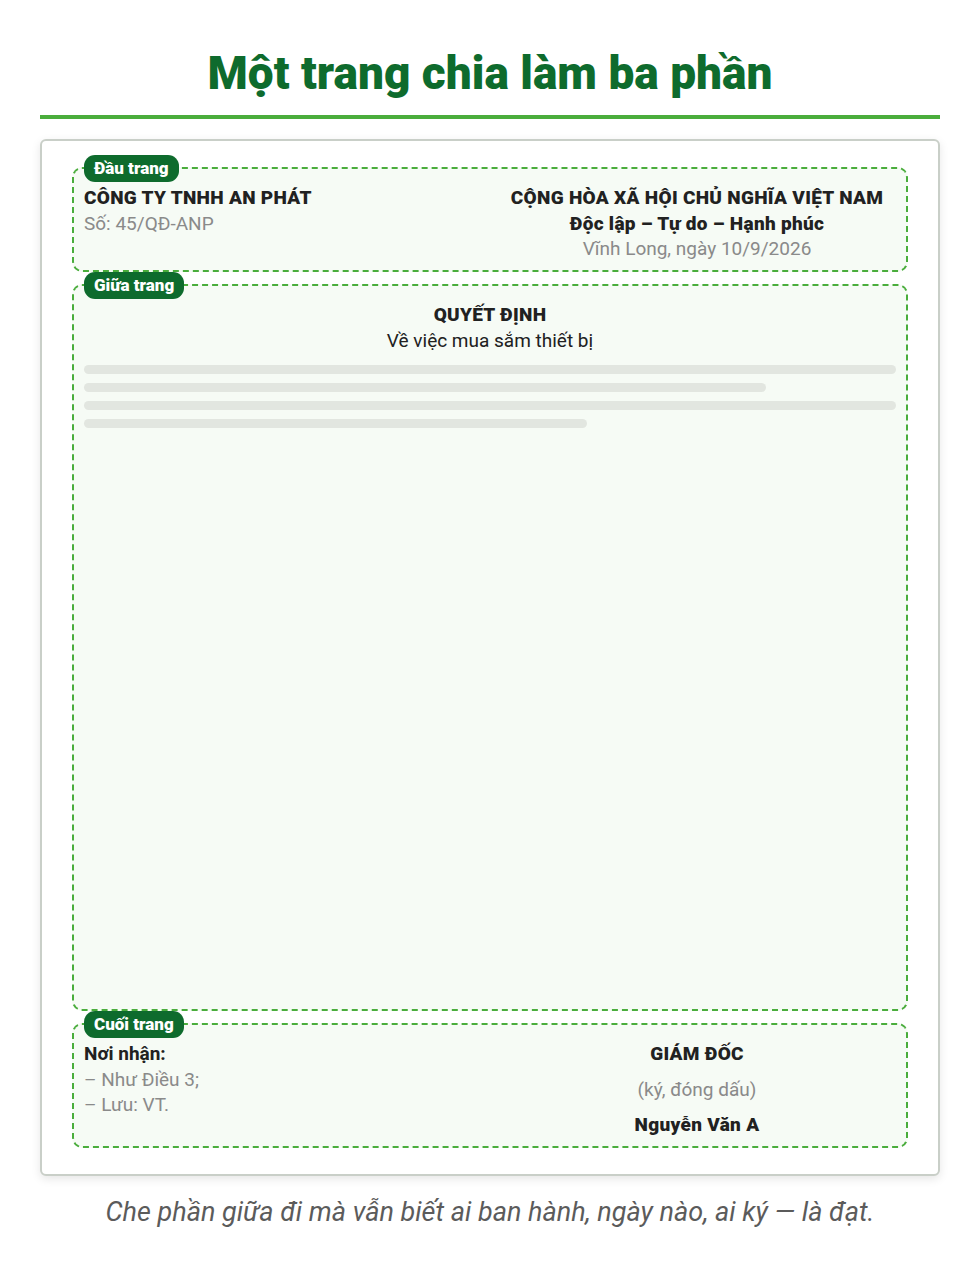 Một trang chia làm ba phần
Đầu trang
CÔNG TY TNHH AN PHÁT
Số: 45/QĐ-ANP
CỘNG HÒA XÃ HỘI CHỦ NGHĨA VIỆT NAM
Độc lập – Tự do – Hạnh phúc
Vĩnh Long, ngày 10/9/2026
Giữa trang
QUYẾT ĐỊNH
Về việc mua sắm thiết bị
Cuối trang
Nơi nhận:
– Như Điều 3;
– Lưu: VT.
GIÁM ĐỐC
(ký, đóng dấu)
Nguyễn Văn A
Che phần giữa đi mà vẫn biết ai ban hành, ngày nào, ai ký — là đạt.